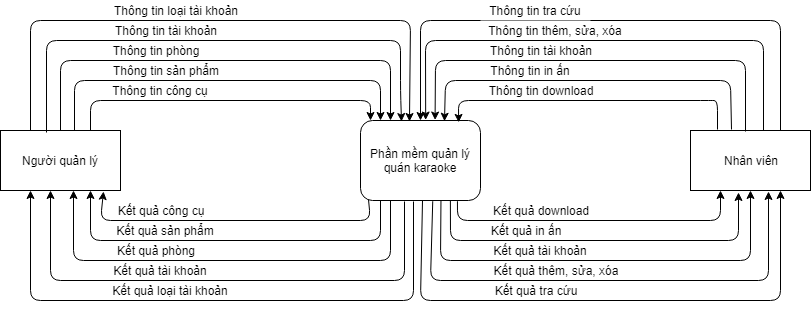 Thông tin loại tài khoản
Thông tin tài khoản
Thông tin phòng
Thông tin sản phẩm
Thông tin công cụ
Thông tin tra cứu
Thông tin thêm, sửa, xóa
Thông tin tài khoản
Thông tin in ấn
Thông tin download
Người quản lý
Phần mềm quản lý
quán karaoke
Nhân viên
Kết quả công cụ
Kết quả sản phẩm
Kết quả phòng
Kết quả tài khoản
Kết quả loại tài khoản
Kết quả download
Kết quả in ấn
Kết quả tài khoản
Kết quả thêm, sửa, xóa
Kết quả tra cứu